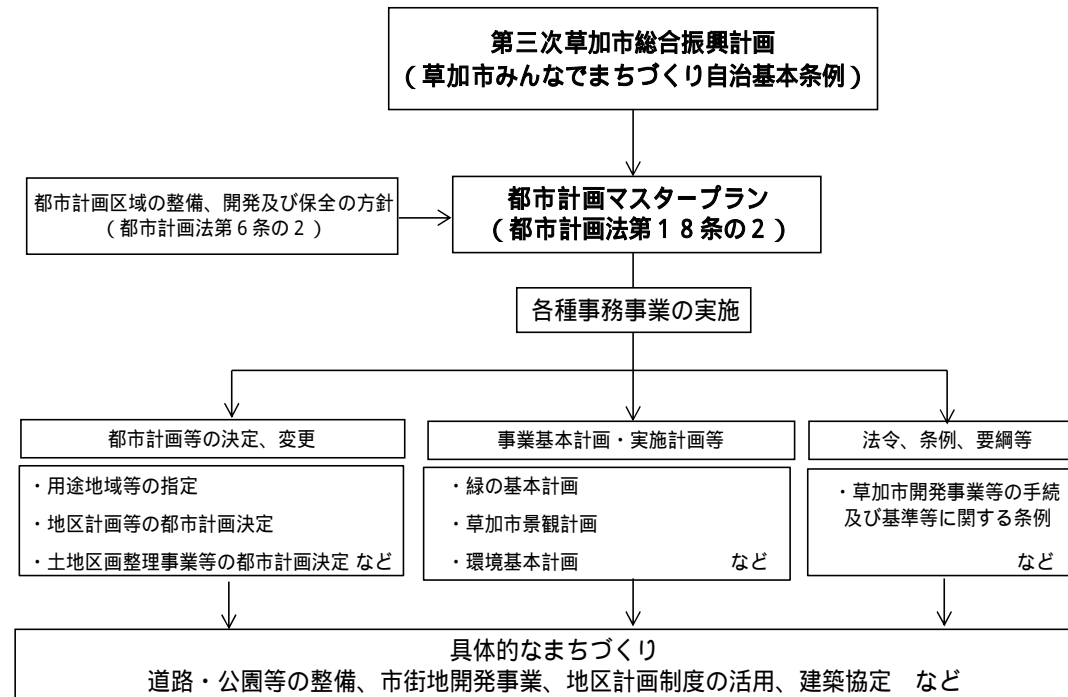 第三次草加市総合振興計画
（草加市みんなでまちづくり自治基本条例）
都市計画区域の整備、開発及び保全の方針
（都市計画法第６条の２）
都市計画マスタープラン
（都市計画法第１８条の２）
各種事務事業の実施
都市計画等の決定、変更
・用途地域等の指定
・地区計画等の都市計画決定
・土地区画整理事業等の都市計画決定 など
事業基本計画・実施計画等
・緑の基本計画
・草加市景観計画
・環境基本計画　など
法令、条例、要綱等
・草加市開発事業等の手続
及び基準等に関する条例
など
具体的なまちづくり
道路・公園等の整備、市街地開発事業、地区計画制度の活用、建築協定　など